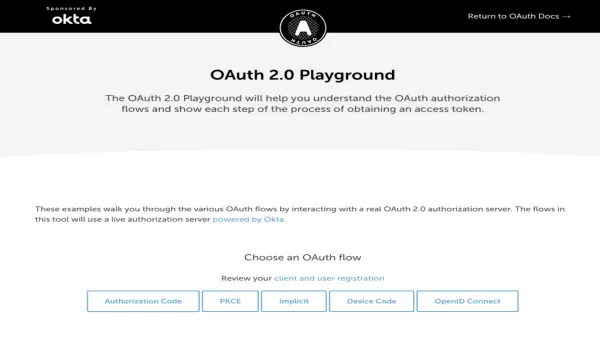 Sponsored By
okta
OAUTH
A
OAUTH
Return to OAuth Docs →
OAuth 2.0 Playground
The OAuth 2.0 Playground will help you understand the OAuth authorization
flows and show each step of the process of obtaining an access token.
These examples walk you through the various OAuth flows by interacting with a real OAuth 2.0 authorization server. The flows in
this tool will use a live authorization server powered by Okta.
Choose an OAuth flow
Review your client and user registration
Authorization Code
PKCE
Implicit
Device Code
OpenID Connect